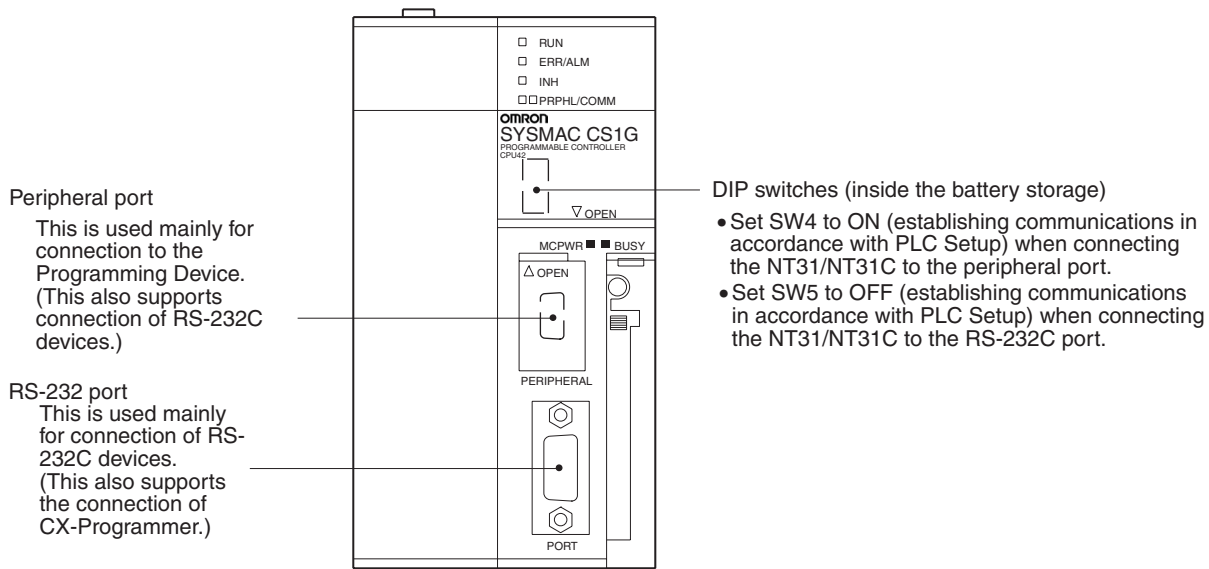 RUN
ERR/ALM
INH
PRPHL/COMM
OMRON
SYSMAC CS1G
PROGRAMMABLE CONTROLLER
CPU42
▽ OPEN
MCPWR ■ ■ BUSY
△ OPEN
PERIPHERAL
PORT
Peripheral port
This is used mainly for
connection to the
Programming Device.
(This also supports
connection of RS-232C
devices.)
RS-232 port
This is used mainly
for connection of RS-
232C devices.
(This also supports
the connection of
CX-Programmer.)
DIP switches (inside the battery storage)
• Set SW4 to ON (establishing communications in
accordance with PLC Setup) when connecting
the NT31/NT31C to the peripheral port.
• Set SW5 to OFF (establishing communications
in accordance with PLC Setup) when connecting
the NT31/NT31C to the RS-232C port.